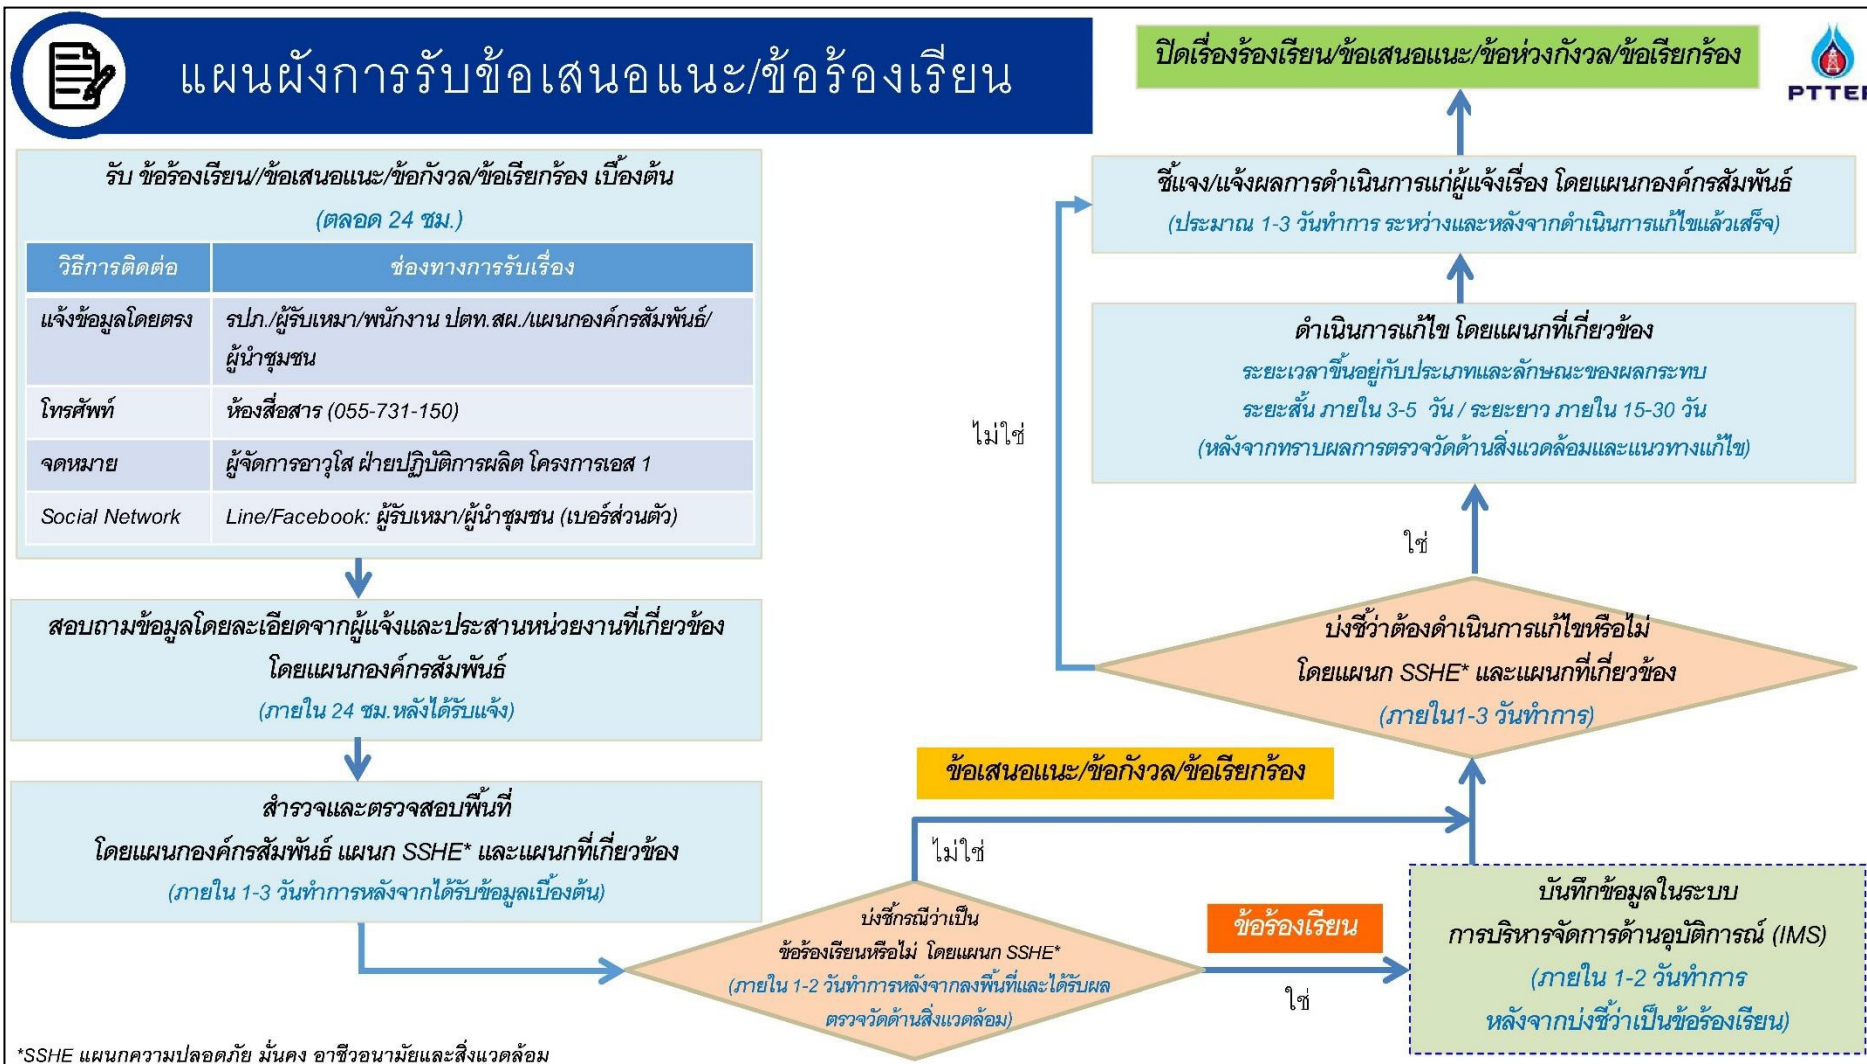 แผนผังการรับข้อเสนอแนะ/ข้อร้องเรียน
รับ ข้อร้องเรียน//ข้อเสนอแนะ/ข้อกังวล/ข้อเรียกร้อง เบื้องต้น
(ตลอด 24 ชม.)
วิธีการติดต่อ ช่องทางการรับเรื่อง
แจ้งข้อมูลโดยตรง รปภ./ผู้รับเหมา/พนักงาน ปตท.สผ./แผนกองค์กรสัมพันธ์/
ผู้นำชุมชน
โทรศัพท์ ห้องสื่อสาร (055-731-150)
จดหมาย ผู้จัดการอาวุโส ฝ่ายปฏิบัติการผลิต โครงการเอส 1
Social Network Line/Facebook: ผู้รับเหมา/ผู้นำชุมชน (เบอร์ส่วนตัว)
สอบถามข้อมูลโดยละเอียดจากผู้แจ้งและประสานหน่วยงานที่เกี่ยวข้อง
โดยแผนกองค์กรสัมพันธ์
(ภายใน 24 ชม.หลังได้รับแจ้ง)
สำรวจและตรวจสอบพื้นที่
โดยแผนกองค์กรสัมพันธ์ แผนก SSHE* และแผนกที่เกี่ยวข้อง
(ภายใน 1-3 วันทำการหลังจากได้รับข้อมูลเบื้องต้น)
บ่งชี้กรณีว่าเป็น
ข้อร้องเรียนหรือไม่ โดยแผนก SSHE*
(ภายใน 1-2 วันทำการหลังจากลงพื้นที่และได้รับผล
ตรวจวัดด้านสิ่งแวดล้อม)
ไม่ใช่
ข้อเสนอแนะ/ข้อกังวล/ข้อเรียกร้อง
ข้อร้องเรียน
ใช่
บันทึกข้อมูลในระบบ
การบริหารจัดการด้านอุบัติการณ์ (IMS)
(ภายใน 1-2 วันทำการ
หลังจากบ่งชี้ว่าเป็นข้อร้องเรียน)
บ่งชี้ว่าต้องดำเนินการแก้ไขหรือไม่
โดยแผนก SSHE* และแผนกที่เกี่ยวข้อง
(ภายใน1-3 วันทำการ)
ใช่
ไม่ใช่
ดำเนินการแก้ไข โดยแผนกที่เกี่ยวข้อง
ระยะเวลาขึ้นอยู่กับประเภทและลักษณะของผลกระทบ
ระยะสั้น ภายใน 3-5 วัน / ระยะยาว ภายใน 15-30 วัน
(หลังจากทราบผลการตรวจวัดด้านสิ่งแวดล้อมและแนวทางแก้ไข)
ชี้แจง/แจ้งผลการดำเนินการแก่ผู้แจ้งเรื่อง โดยแผนกองค์กรสัมพันธ์
(ประมาณ 1-3 วันทำการ ระหว่างและหลังจากดำเนินการแก้ไขแล้วเสร็จ)
ปิดเรื่องร้องเรียน/ข้อเสนอแนะ/ข้อห่วงกังวล/ข้อเรียกร้อง
PTTEP
*SSHE แผนกความปลอดภัย มั่นคง อาชีวอนามัยและสิ่งแวดล้อม